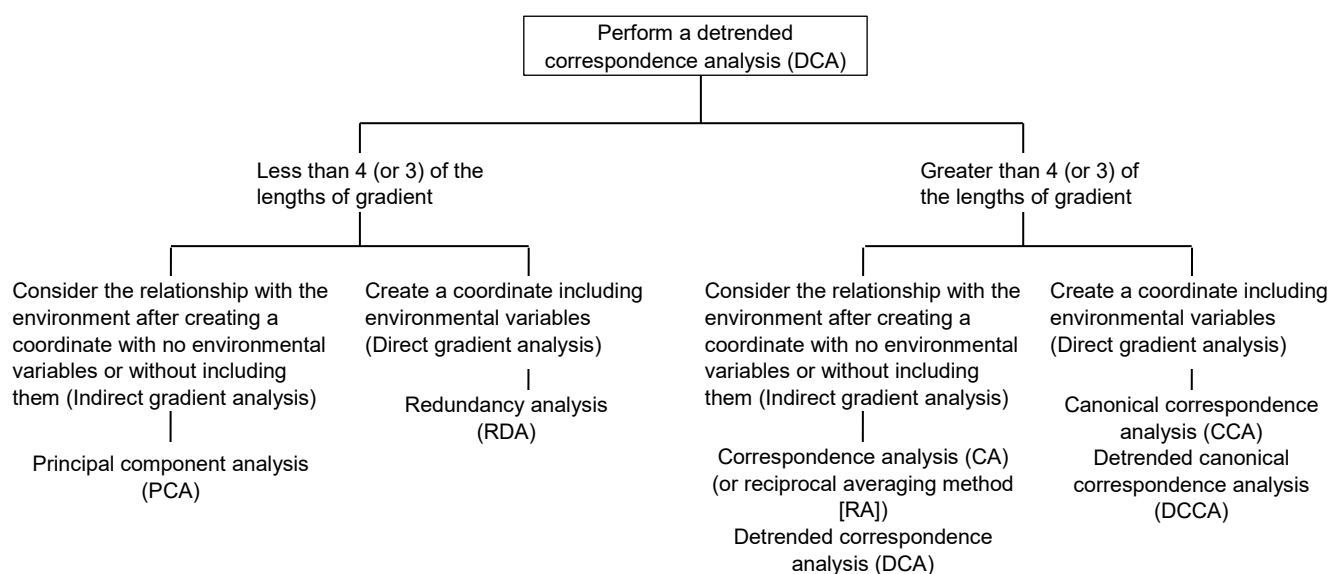 Perform a detrended
correspondence analysis (DCA)
Less than 4 (or 3) of the
lengths of gradient
Greater than 4 (or 3) of
the lengths of gradient
Consider the relationship with the
environment after creating a
coordinate with no environmental
variables or without including
them (Indirect gradient analysis)
Principal component analysis
(PCA)
Create a coordinate including
environmental variables
(Direct gradient analysis)
Redundancy analysis
(RDA)
Consider the relationship with the
environment after creating a
coordinate with no environmental
variables or without including
them (Indirect gradient analysis)
Correspondence analysis (CA)
(or reciprocal averaging method
[RA])
Detrended correspondence
analysis (DCA)
Create a coordinate including
environmental variables
(Direct gradient analysis)
Canonical correspondence
analysis (CCA)
Detrended canonical
correspondence analysis
(DCCA)